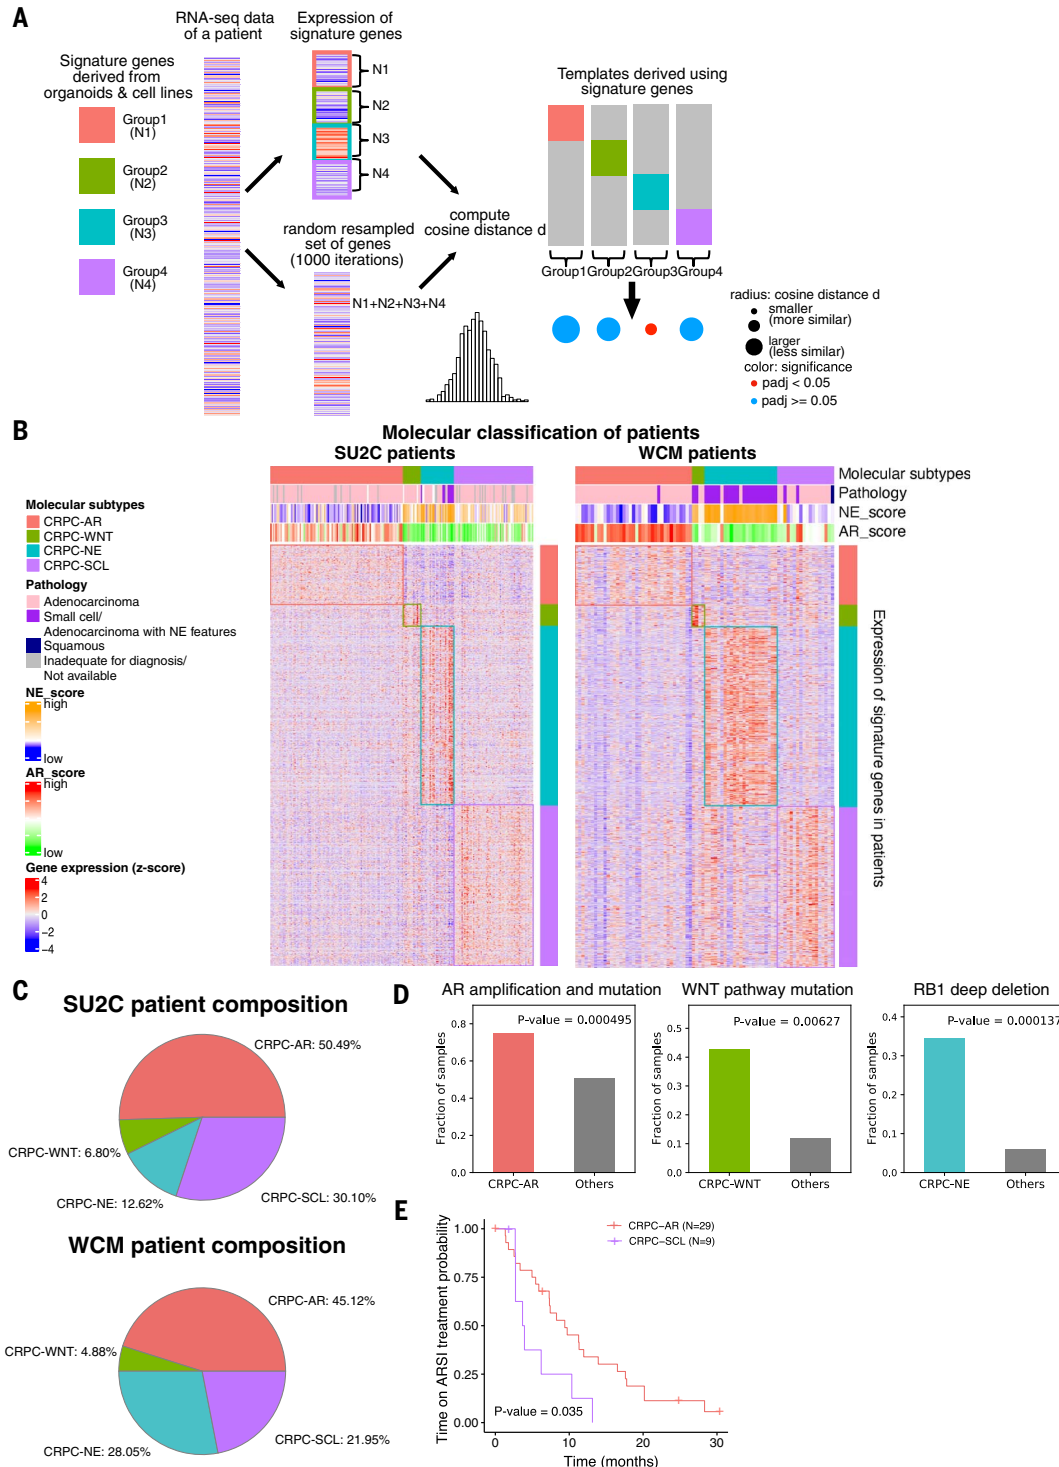 A
RNA-seq data
of a patient
Expression of
signature genes
Signature genes
derived from
organoids & cell lines
Group1
(N1)
Group2
(N2)
Group3
(N3)
Group4
(N4)
N1
N2
N3
N4
random resampled
set of genes
(1000 iterations)
N1+N2+N3+N4
compute
cosine distance d
Templates derived using
signature genes
Group1 Group2 Group3 Group4
radius: cosine distance d
smaller
(more similar)
larger
(less similar)
color: significance
padj < 0.05
padj >= 0.05
B
Molecular classification of patients
SU2C patients
WCM patients
Molecular subtypes
Pathology
NE_score
AR_score
Expression of signature genes in patients
Molecular subtypes
CRPC-AR
CRPC-WNT
CRPC-NE
CRPC-SCL
Pathology
Adenocarcinoma
Small cell/
Adenocarcinoma with NE features
Squamous
Inadequate for diagnosis/
Not available
NE_score
high
low
AR_score
high
low
Gene expression (z-score)
4
2
0
−2
−4
C
SU2C patient composition
CRPC-AR: 50.49%
CRPC-WNT: 6.80%
CRPC-NE: 12.62%
CRPC-SCL: 30.10%
WCM patient composition
CRPC-AR: 45.12%
CRPC-WNT: 4.88%
CRPC-NE: 28.05%
CRPC-SCL: 21.95%
D
AR amplification and mutation
P-value = 0.000495
Fraction of samples
0.8
0.6
0.4
0.2
0.0
CRPC-AR
Others
WNT pathway mutation
P-value = 0.00627
Fraction of samples
0.5
0.4
0.3
0.2
0.1
0.0
CRPC-WNT
Others
RB1 deep deletion
P-value = 0.000137
Fraction of samples
0.4
0.3
0.2
0.1
0.0
CRPC-NE
Others
E
CRPC−AR (N=29)
CRPC−SCL (N=9)
Time on ARSI treatment probability
1.00
0.75
0.50
0.25
0.00
P-value = 0.035
0
10
20
30
Time (months)